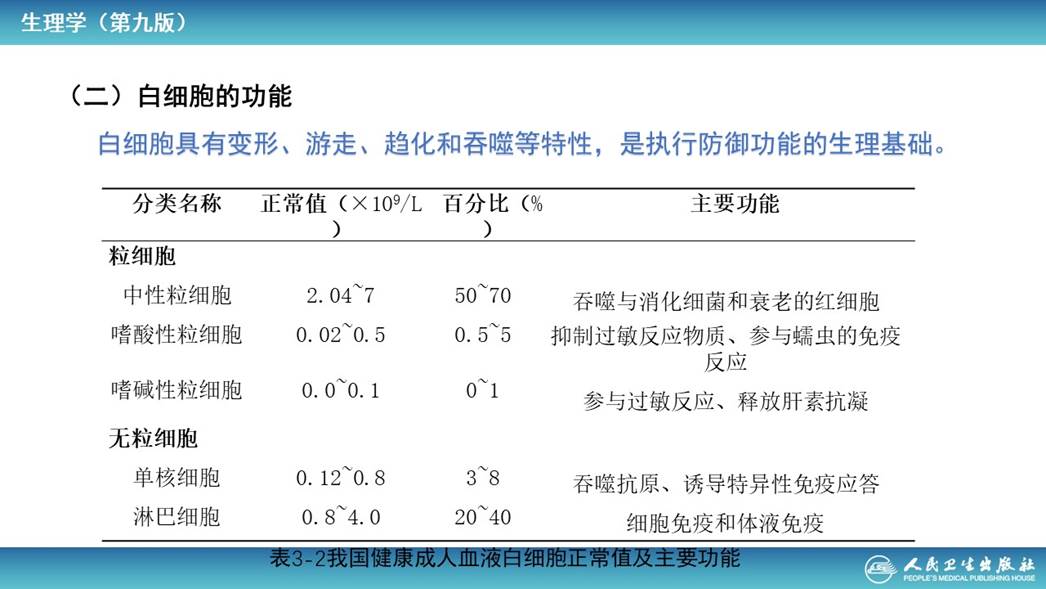 生理学（第九版）
（二）白细胞的功能
白细胞具有变形、游走、趋化和吞噬等特性，是执行防御功能的生理基础。
分类名称 正常值（×10⁹/L） 百分比（%） 主要功能
粒细胞
中性粒细胞 2.04~7 50~70 吞噬与消化细菌和衰老的红细胞
嗜酸性粒细胞 0.02~0.5 0.5~5 抑制过敏反应物质、参与蠕虫的免疫反应
嗜碱性粒细胞 0.0~0.1 0~1 参与过敏反应、释放肝素抗凝
无粒细胞
单核细胞 0.12~0.8 3~8 吞噬抗原、诱导特异性免疫应答
淋巴细胞 0.8~4.0 20~40 细胞免疫和体液免疫
表3-2我国健康成人血液白细胞正常值及主要功能
人民卫生出版社
PEOPLE'S MEDICAL PUBLISHING HOUSE